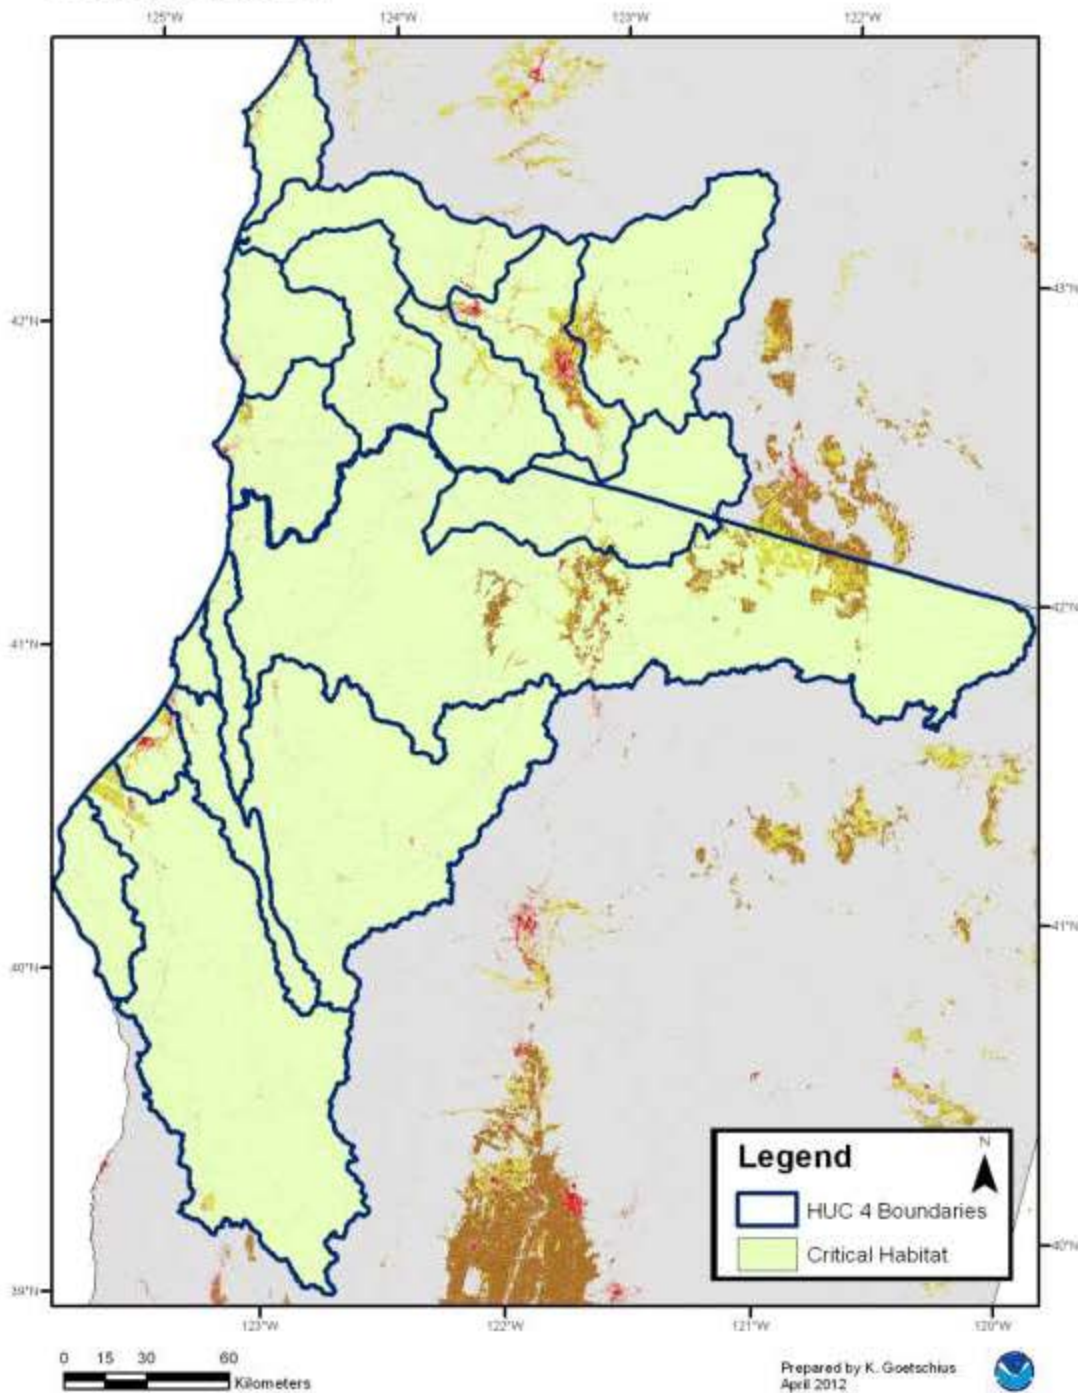 125°W 124°W 123°W 122°W
43°N
42°N
42°N
41°N
41°N
40°N
Legend
N
HUC 4 Boundaries
Critical Habitat
40°N
39°N
123°W 122°W 121°W 120°W
0 15 30 60
Kilometers
Prepared by K. Goetschius
April 2012